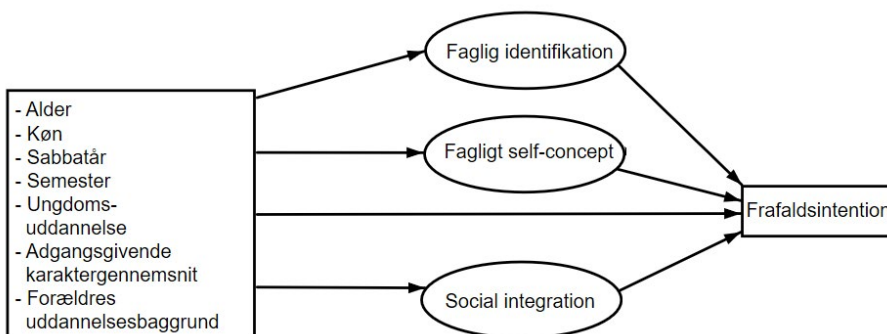 - Alder
- Køn
- Sabbatår
- Semester
- Ungdoms-
uddannelse
- Adgangsgivende
karaktergennemsnit
- Forældres
uddannelsesbaggrund
Faglig identifikation
Fagligt self-concept
Social integration
Frafaldsintention